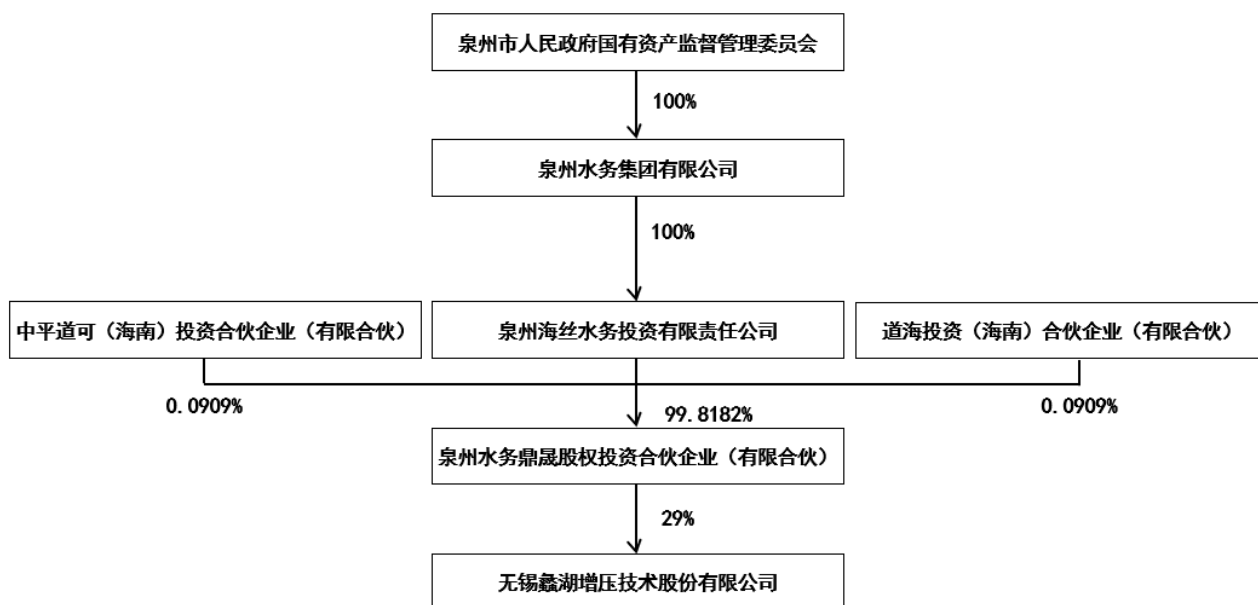 泉州市人民政府国有资产监督管理委员会
100%
泉州水务集团有限公司
100%
中平道可（海南）投资合伙企业（有限合伙）
泉州海丝水务投资有限责任公司
道海投资（海南）合伙企业（有限合伙）
0.0909%
99.8182%
0.0909%
泉州水务鼎晟股权投资合伙企业（有限合伙）
29%
无锡蠡湖增压技术股份有限公司